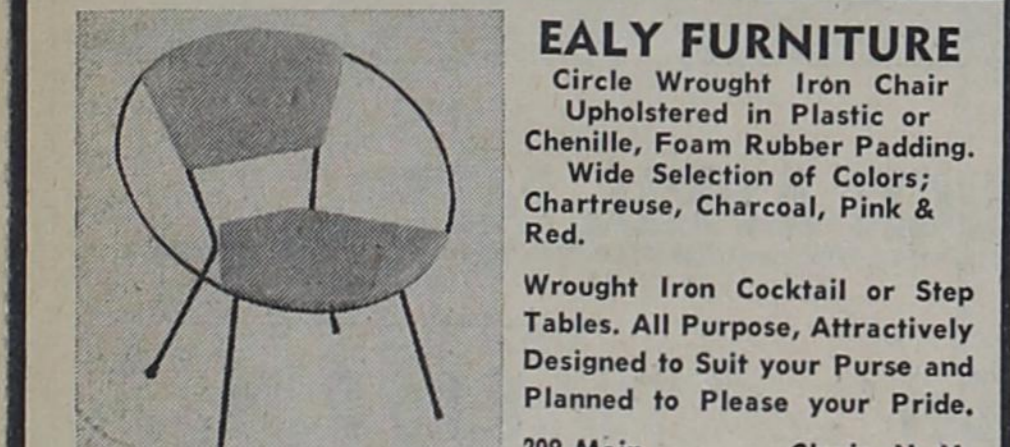 EALY FURNITURE
Circle Wrought Iron Chair
Upholstered in Plastic or
Chenille, Foam Rubber Padding.
Wide Selection of Colors;
Chartreuse, Charcoal, Pink &
Red.
Wrought Iron Cocktail or Step
Tables. All Purpose, Attractively
Designed to Suit your Purse and
Planned to Please your Pride.